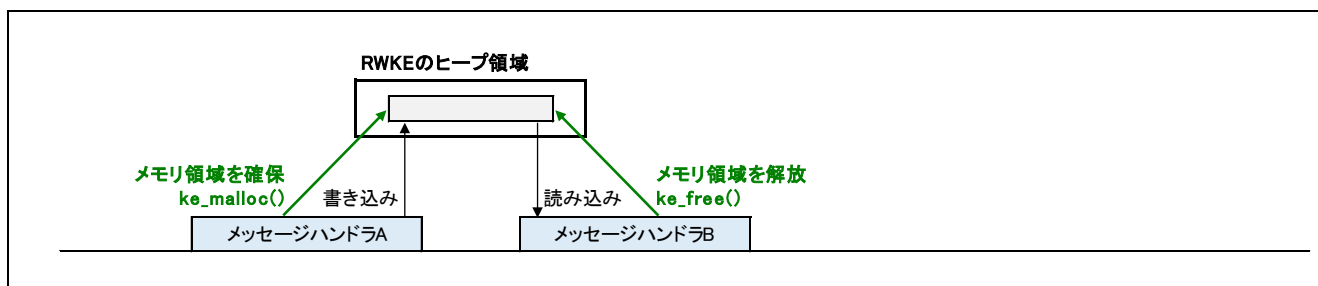 RWKEのヒープ領域
メモリ領域を確保
ke_malloc()
書き込み
読み込み
メモリ領域を解放
ke_free()
メッセージハンドラA
メッセージハンドラB